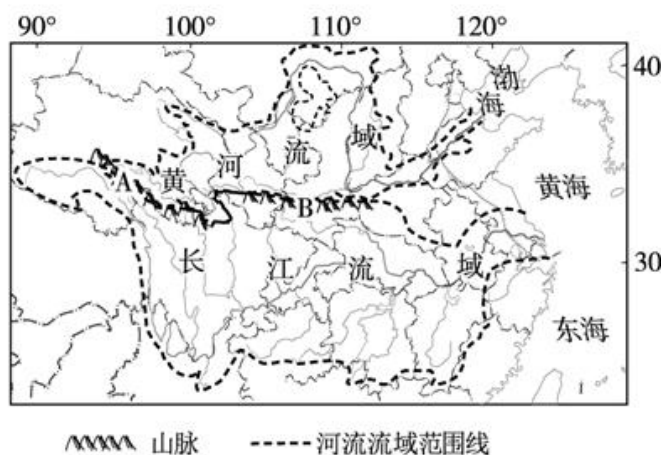 90° 100° 110° 120°
40
渤
海
河 流 域
黄
A
黄海
B
长 江 流 域
30
东海
山脉 河流流域范围线